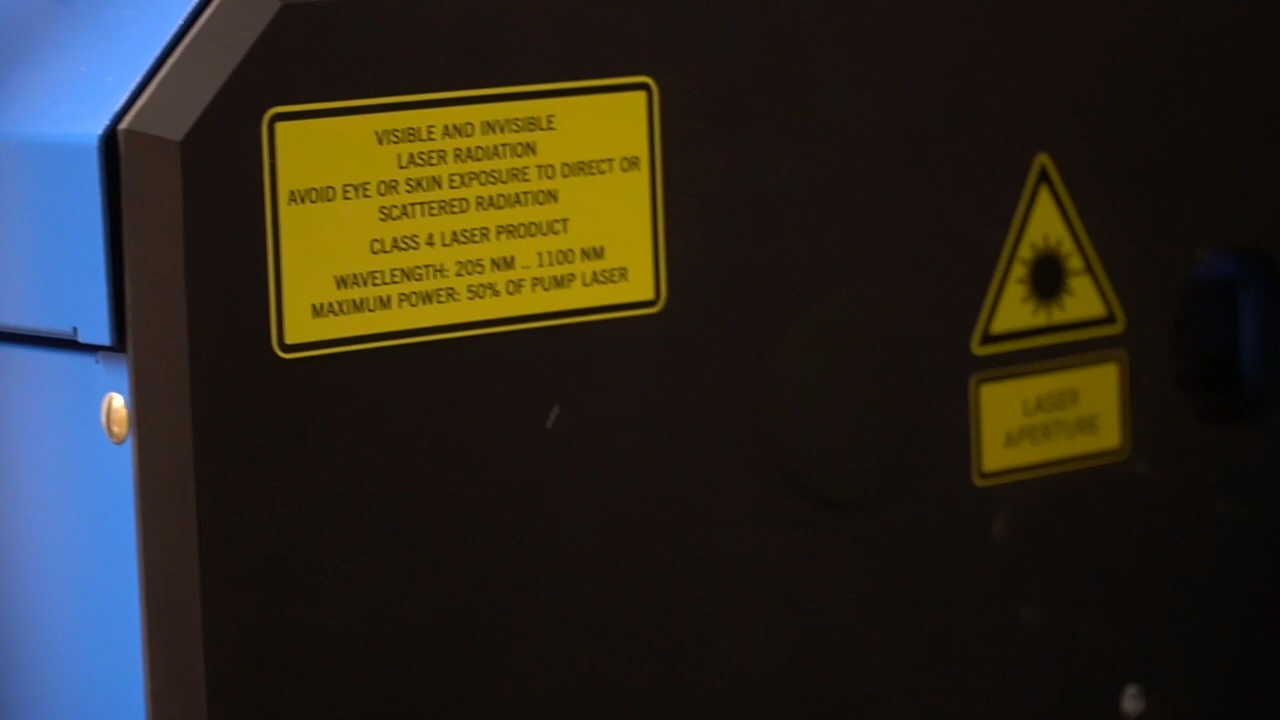 VISIBLE AND INVISIBLE
LASER RADIATION
AVOID EYE OR SKIN EXPOSURE TO DIRECT OR
SCATTERED RADIATION
CLASS 4 LASER PRODUCT
WAVELENGTH: 205 NM .. 1100 NM
MAXIMUM POWER: 50% OF PUMP LASER
LASER
APERTURE